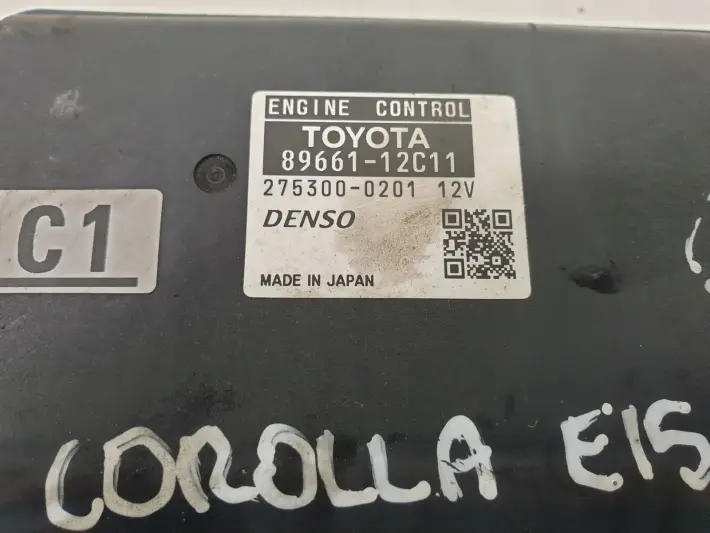 ENGINE CONTROL
TOYOTA
89661-12C11
275300-0201 12V
DENSO
MADE IN JAPAN
C1
COROLLA E15